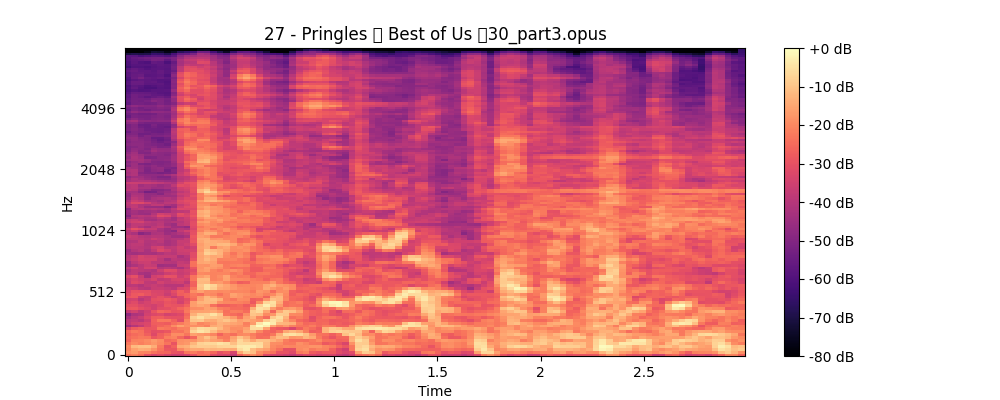 27 - Pringles ▯ Best of Us ▯30_part3.opus
Hz
4096
2048
1024
512
0
0
0.5
1
1.5
2
2.5
Time
+0 dB
-10 dB
-20 dB
-30 dB
-40 dB
-50 dB
-60 dB
-70 dB
-80 dB